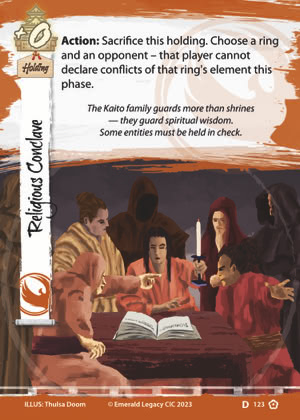 +0
Holding
Action: Sacrifice this holding. Choose a ring
and an opponent – that player cannot
declare conflicts of that ring's element this
phase.
The Kaito family guards more than shrines
— they guard spiritual wisdom.
Some entities must be held in check.
Religious Conclave
ILLUS: Thulsa Doom
© Emerald Legacy CIC 2023
D 123